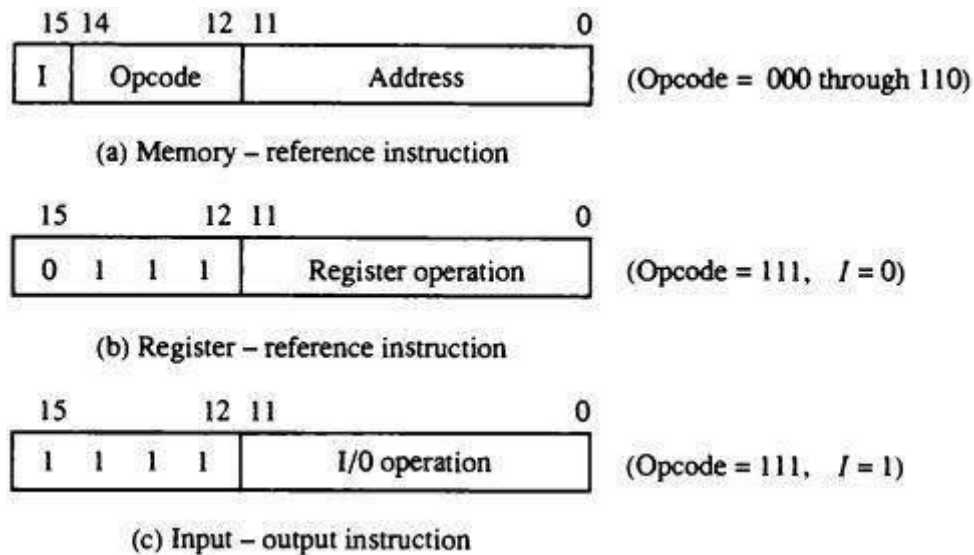 15 14 12 11 0
I Opcode Address (Opcode = 000 through 110)
(a) Memory – reference instruction
15 12 11 0
0 1 1 1 Register operation (Opcode = 111, I = 0)
(b) Register – reference instruction
15 12 11 0
1 1 1 1 I/0 operation (Opcode = 111, I = 1)
(c) Input – output instruction